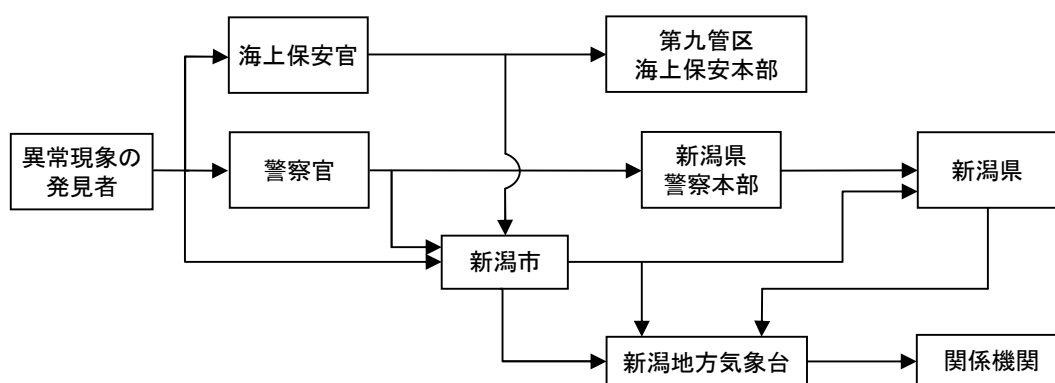 海上保安官
第九管区
海上保安本部
異常現象の
発見者
警察官
新潟県
警察本部
新潟県
新潟市
新潟地方気象台
関係機関